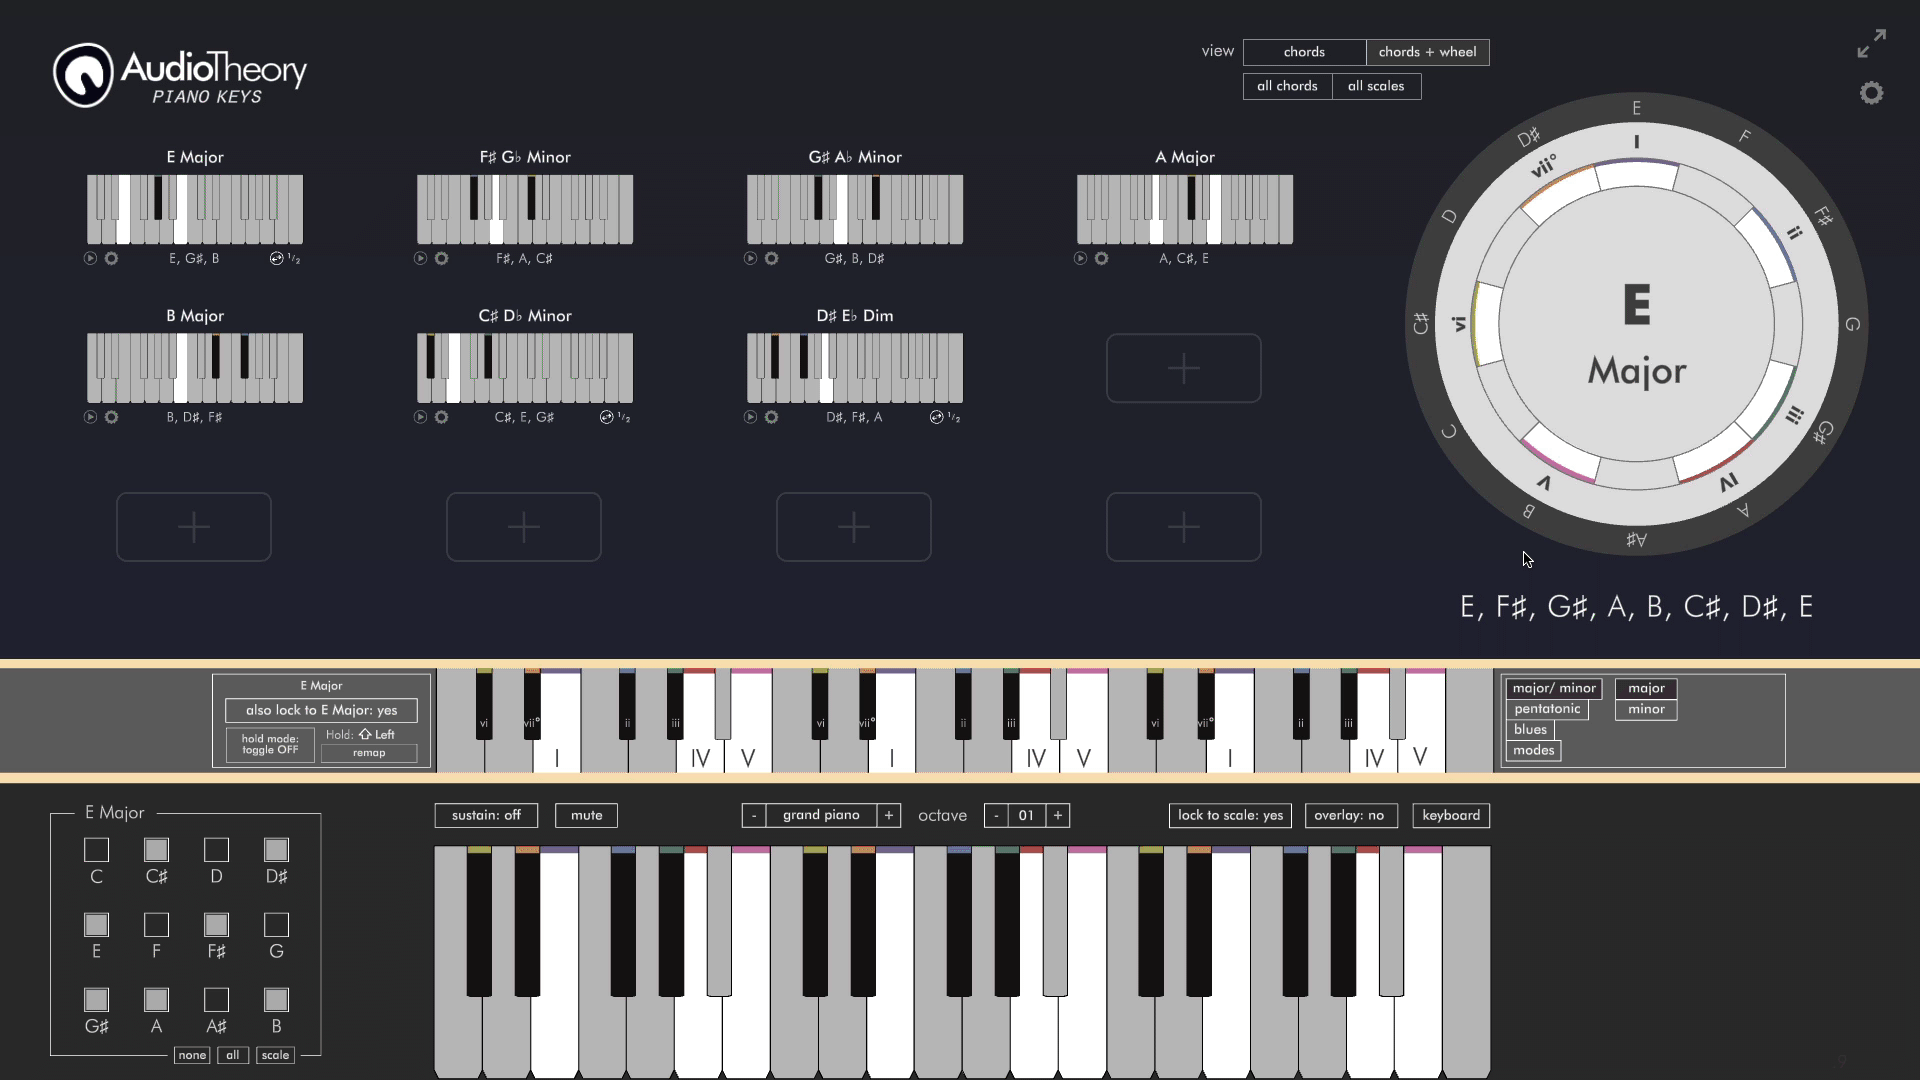 AudioTheory
PIANO KEYS
view
chords
chords + wheel
all chords
all scales
E Major
F♯ G♭ Minor
G♯ A♭ Minor
A Major
E, G♯, B
1/2
F♯, A, C♯
G♯, B, D♯
A, C♯, E
B Major
C♯ D♭ Minor
D♯ E♭ Dim
B, D♯, F♯
C♯, E, G♯
1/2
D♯, F♯, A
1/2
E
F
F♯
G
G♯
A
A♯
B
C
C♯
D
D♯
I
ii
iii
IV
V
vi
vii°
E
Major
E, F♯, G♯, A, B, C♯, D♯, E
E Major
also lock to E Major: yes
hold mode:
toggle OFF
Hold: Left
remap
vi vii° ii iii vi vii° ii iii vi vii° ii iii
I IV V I IV V I IV V
major/ minor
major
pentatonic
minor
blues
modes
E Major
C C♯ D D♯
E F F♯ G
G♯ A A♯ B
none all scale
sustain: off
mute
- grand piano +
octave
- 01 +
lock to scale: yes
overlay: no
keyboard
9